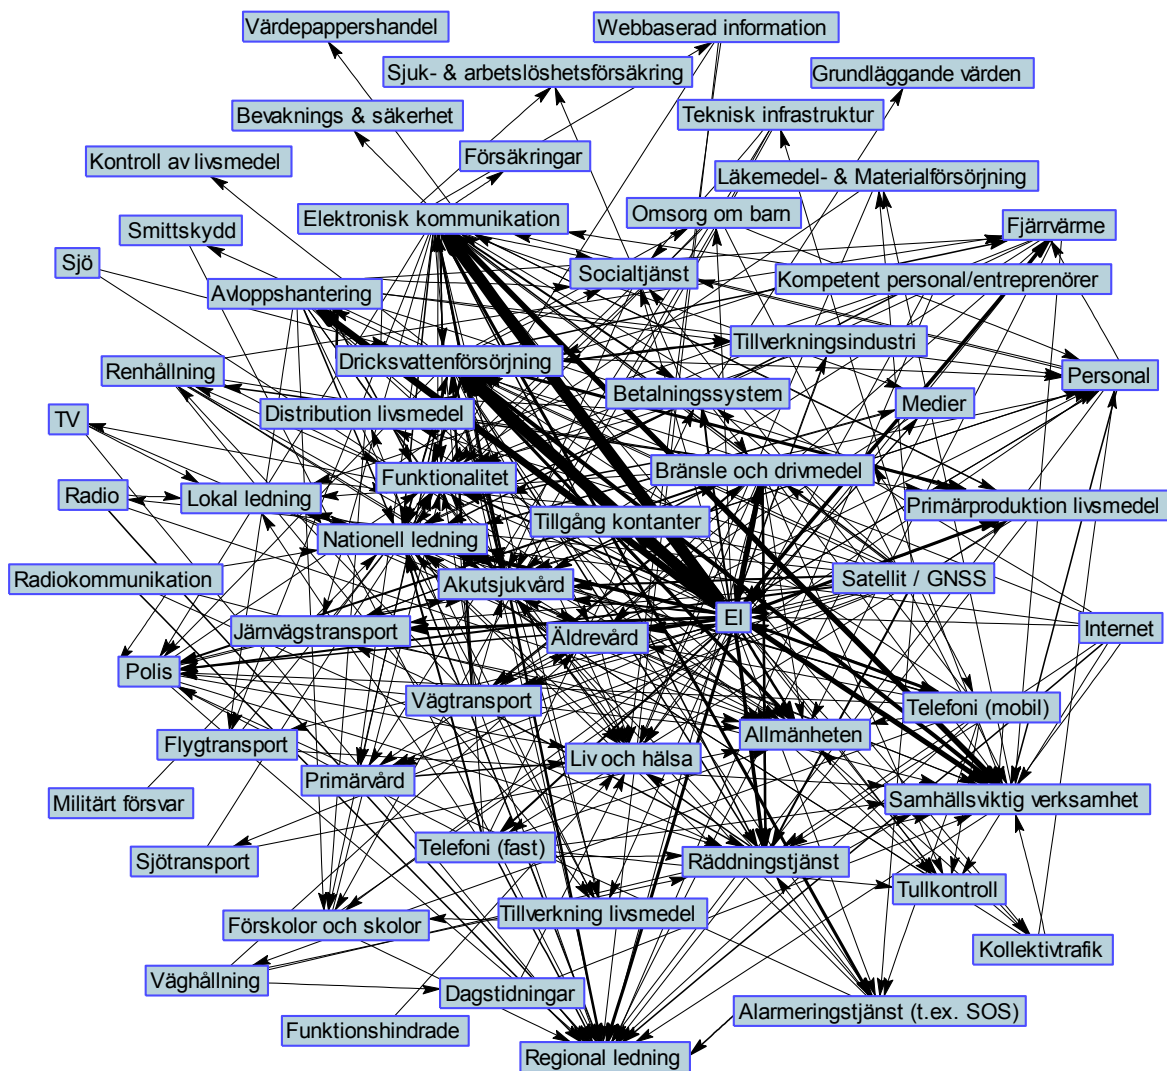 Värdepappershandel
Webbaserad information
Sjuk- & arbetslöshetsförsäkring
Grundläggande värden
Bevaknings & säkerhet
Teknisk infrastruktur
Kontroll av livsmedel
Försäkringar
Läkemedel- & Materialförsörjning
Smittskydd
Elektronisk kommunikation
Omsorg om barn
Fjärrvärme
Sjö
Avloppshantering
Socialtjänst
Kompetent personal/entreprenörer
Renhållning
Dricksvattenförsörjning
Tillverkningsindustri
Personal
TV
Distribution livsmedel
Betalningssystem
Medier
Radio
Lokal ledning
Funktionalitet
Bränsle och drivmedel
Primärproduktion livsmedel
Nationell ledning
Tillgång kontanter
Radiokommunikation
Akutsjukvård
Satellit / GNSS
Järnvägstransport
Äldrevård
El
Internet
Polis
Vägtransport
Telefoni (mobil)
Flygtransport
Liv och hälsa
Allmänheten
Militärt försvar
Primärvård
Samhällsviktig verksamhet
Sjötransport
Telefoni (fast)
Räddningstjänst
Tullkontroll
Förskolor och skolor
Tillverkning livsmedel
Kollektivtrafik
Väghållning
Dagstidningar
Alarmeringstjänst (t.ex. SOS)
Funktionshindrade
Regional ledning